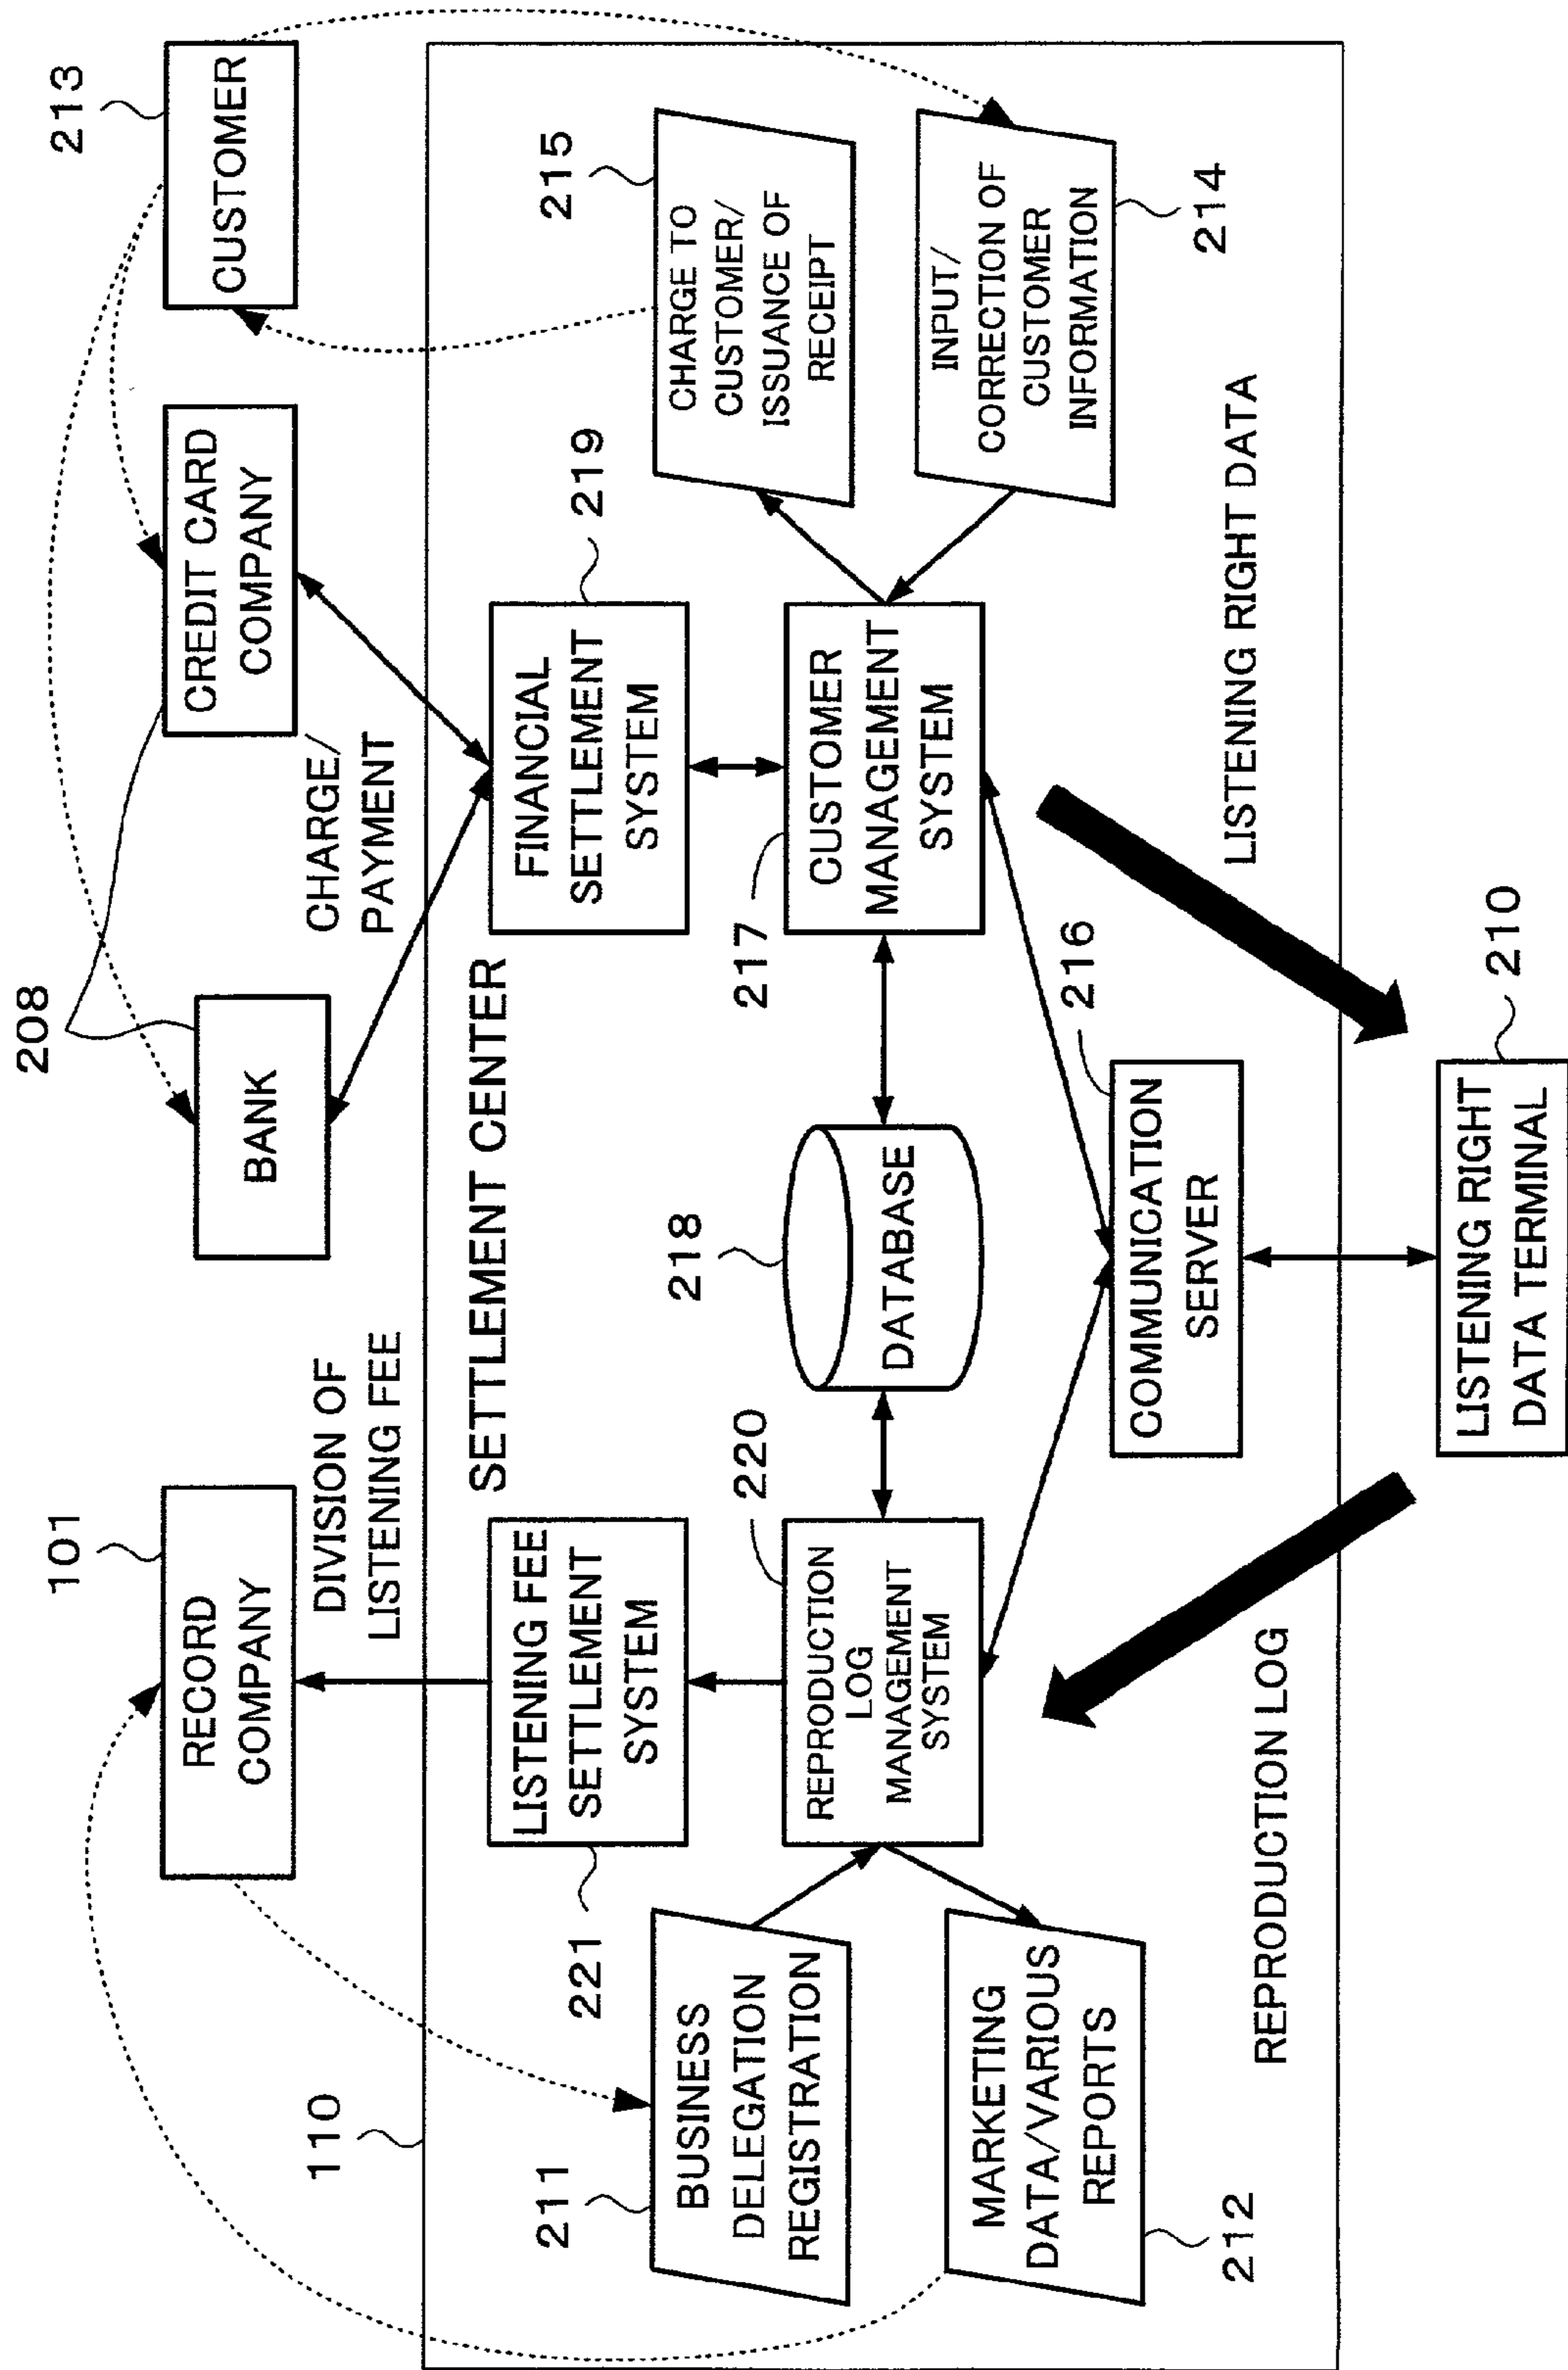 101
RECORD
COMPANY
DIVISION OF
LISTENING FEE
208
BANK
CREDIT CARD
COMPANY
CHARGE/
PAYMENT
213
CUSTOMER
110
SETTLEMENT CENTER
221
LISTENING FEE
SETTLEMENT
SYSTEM
FINANCIAL
SETTLEMENT
SYSTEM
219
211
BUSINESS
DELEGATION
REGISTRATION
220
REPRODUCTION
LOG
MANAGEMENT
SYSTEM
218
DATABASE
217
CUSTOMER
MANAGEMENT
SYSTEM
215
CHARGE TO
CUSTOMER/
ISSUANCE OF
RECEIPT
MARKETING
DATA/VARIOUS
REPORTS
212
INPUT/
CORRECTION OF
CUSTOMER
INFORMATION
214
216
COMMUNICATION
SERVER
REPRODUCTION LOG
LISTENING RIGHT DATA
210
LISTENING RIGHT
DATA TERMINAL